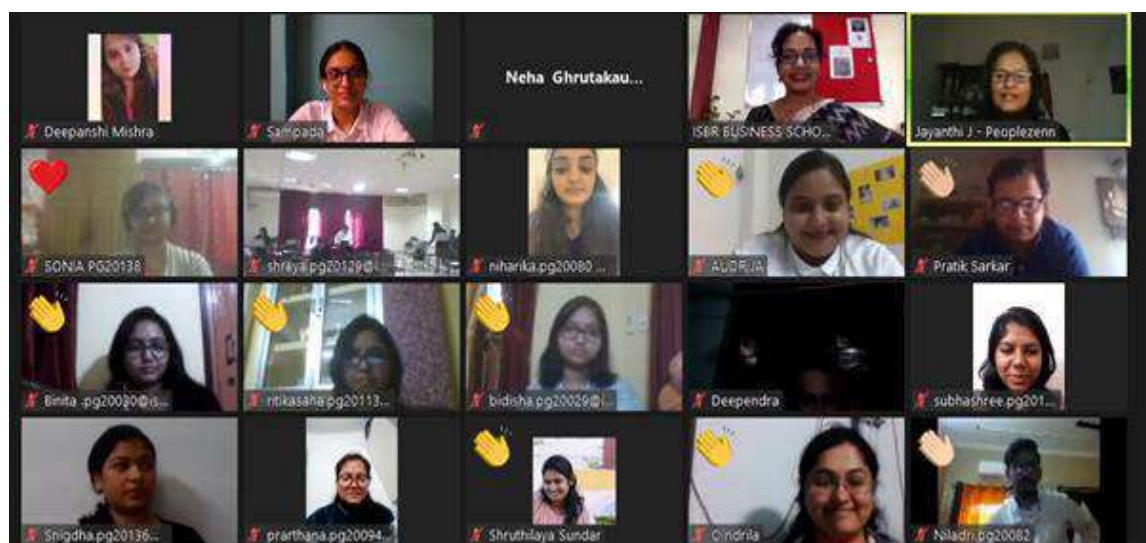 Deepanshi Mishra
Sampada
Neha Ghrutakau...
ISBR BUSINESS SCHO...
Jayanthi J - Peoplezenn
SONIA PG20138
shreya.pg20129@i...
niharika.pg20080 ...
AUDRIJA
Pratik Sarkar
Binita .pg20030@is...
ritikasaha.pg20113...
bidisha.pg20029@i...
Deependra
subhashree.pg201...
Snigdha.pg20136...
prarthana.pg20094...
Shruthilaya Sundar
Cindrila
Niladri.pg20082